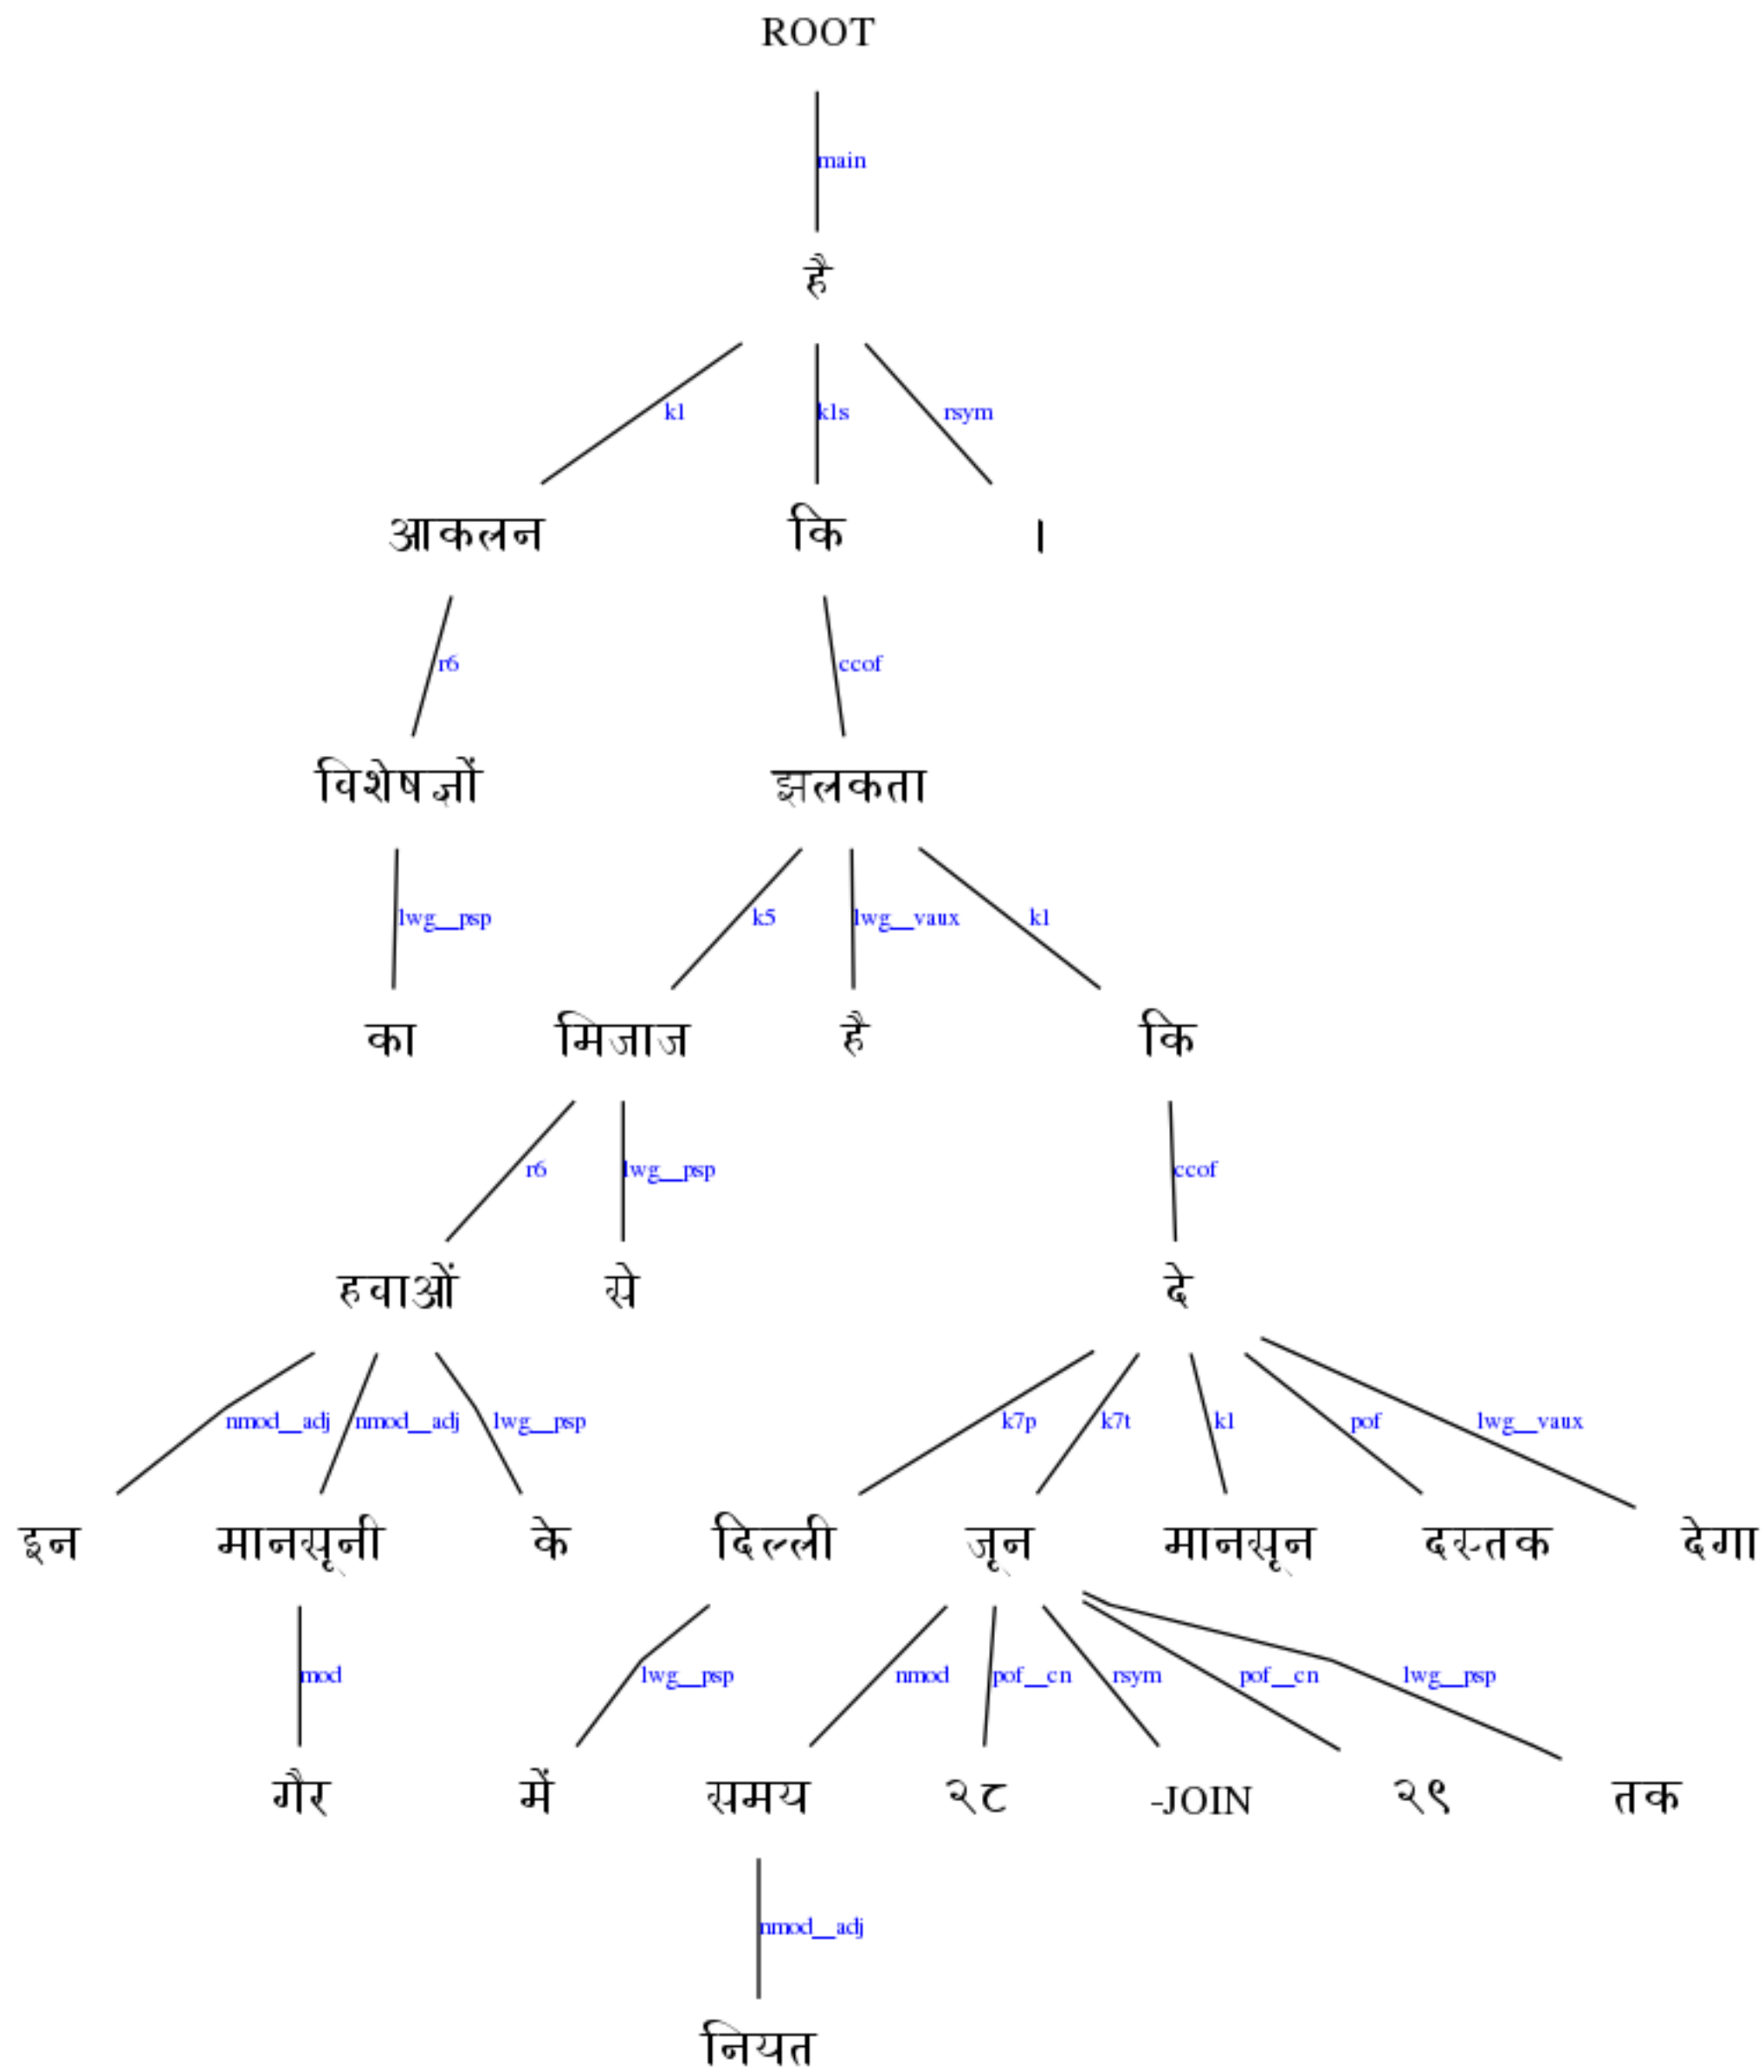 ROOT
main
है
k1 k1s rsym
आकलन कि ।
r6 ccof
विशेषज्ञों झलकता
lwg__psp k5 lwg__vaux k1
का मिजाज है कि
r6 lwg__psp ccof
हवाओं से दे
nmod__adj nmod__adj lwg__psp k7p k7t k1 pof lwg__vaux
इन मानसूनी के दिल्ली जून मानसून दस्तक देगा
mod lwg__psp nmod pof__cn rsym pof__cn lwg__psp
गैर में समय २८ -JOIN २९ तक
nmod__adj
नियत